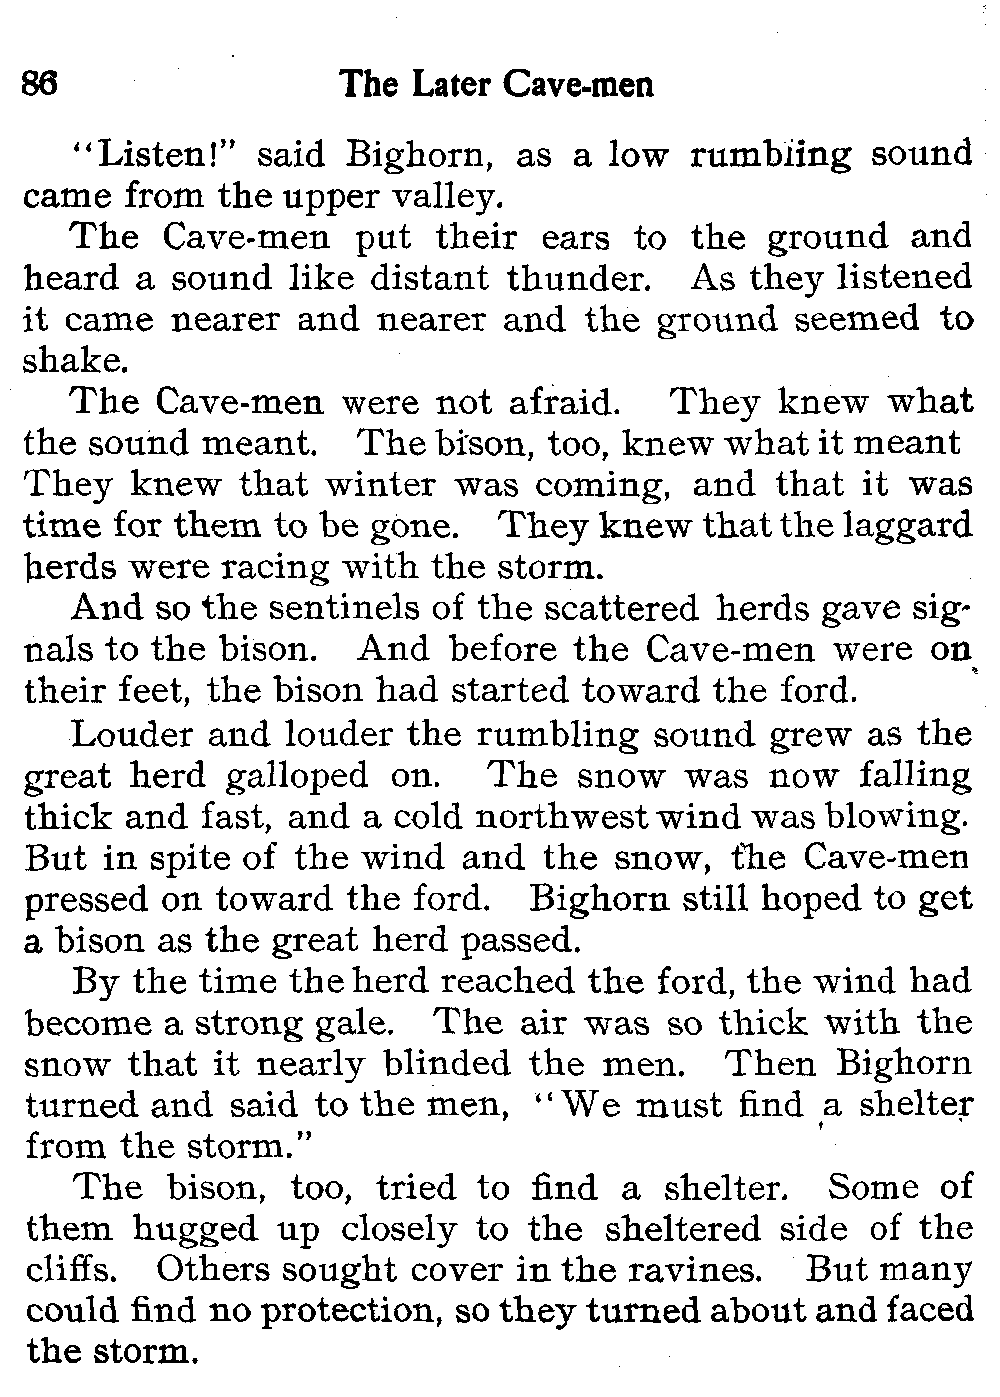 86 The Later Cave-men
"Listen!" said Bighorn, as a low rumbling sound
came from the upper valley.
The Cave-men put their ears to the ground and
heard a sound like distant thunder. As they listened
it came nearer and nearer and the ground seemed to
shake.
The Cave-men were not afraid. They knew what
the sound meant. The bison, too, knew what it meant
They knew that winter was coming, and that it was
time for them to be gone. They knew that the laggard
herds were racing with the storm.
And so the sentinels of the scattered herds gave sig-
nals to the bison. And before the Cave-men were on
their feet, the bison had started toward the ford.
Louder and louder the rumbling sound grew as the
great herd galloped on. The snow was now falling
thick and fast, and a cold northwest wind was blowing.
But in spite of the wind and the snow, the Cave-men
pressed on toward the ford. Bighorn still hoped to get
a bison as the great herd passed.
By the time the herd reached the ford, the wind had
become a strong gale. The air was so thick with the
snow that it nearly blinded the men. Then Bighorn
turned and said to the men, "We must find a shelter
from the storm."
The bison, too, tried to find a shelter. Some of
them hugged up closely to the sheltered side of the
cliffs. Others sought cover in the ravines. But many
could find no protection, so they turned about and faced
the storm.